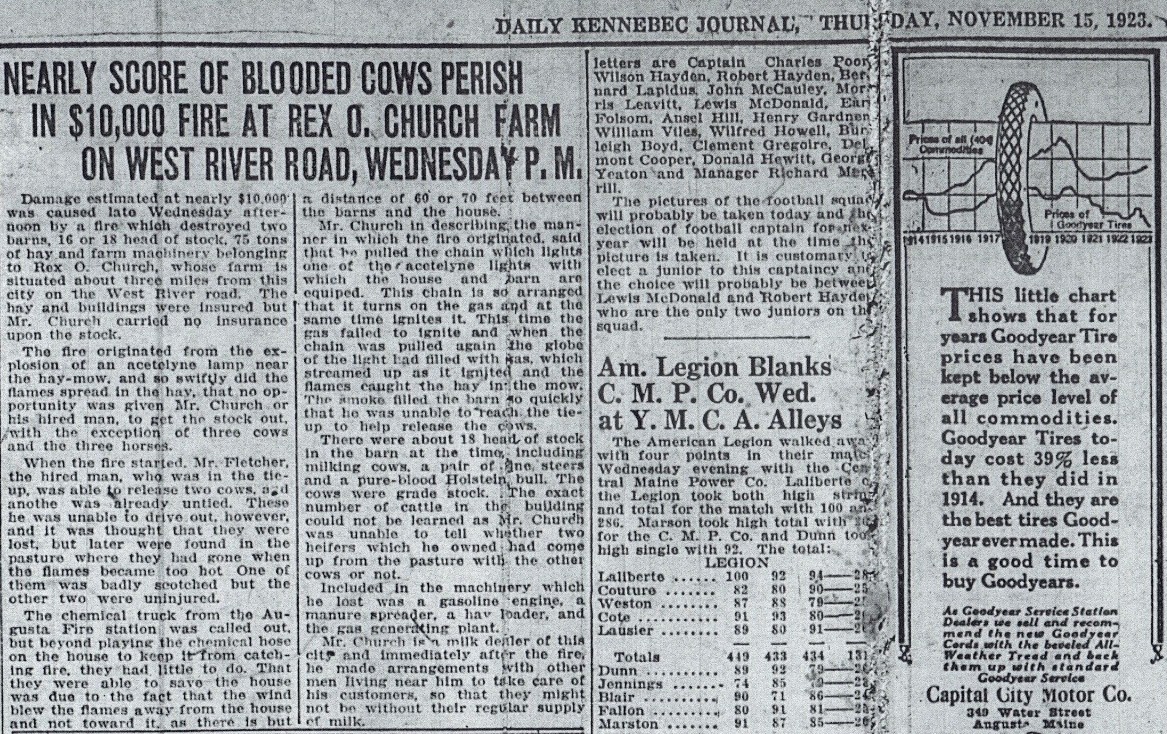 DAILY KENNEBEC JOURNAL, THURSDAY, NOVEMBER 15, 1923.
NEARLY SCORE OF BLOODED COWS PERISH
IN $10,000 FIRE AT REX O. CHURCH FARM
ON WEST RIVER ROAD, WEDNESDAY P. M.
Damage estimated at nearly $10,000
was caused late Wednesday after-
noon by a fire which destroyed two
barns, 16 or 18 head of stock, 75 tons
of hay and farm machinery belonging
to Rex O. Church, whose farm is
situated about three miles from this
city on the West River road. The
hay and buildings were insured but
Mr. Church carried no insurance
upon the stock.
The fire originated from the ex-
plosion of an acetelyne lamp near
the hay-mow, and so swiftly did the
flames spread in the hay, that no op-
portunity was given Mr. Church or
his hired man, to get the stock out,
with the exception of three cows
and the three horses.
When the fire started, Mr. Fletcher,
the hired man, who was in the tie-
up, was able to release two cows, and
anothe was already untied. These
he was unable to drive out, however,
and it was thought that they were
lost, but later were found in the
pasture where they had gone when
the flames became too hot One of
them was badly scotched but the
other two were uninjured.
The chemical truck from the Au-
gusta Fire station was called out,
but beyond playing the chemical hose
on the house to keep it from catch-
ing fire, they had little to do. That
they were able to save the house
was due to the fact that the wind
blew the flames away from the house
and not toward it, as there is but
a distance of 60 or 70 feet between
the barns and the house.
Mr. Church in describing the man-
ner in which the fire originated, said
that he pulled the chain which lights
one of the acetelyne lights with
which the house and barn are
equiped. This chain is so arranged
that it turns on the gas and at the
same time ignites it. This time the
gas failed to ignite and when the
chain was pulled again the globe
of the light had filled with gas, which
streamed up as it ignited and the
flames caught the hay in the mow.
The smoke filled the barn so quickly
that he was unable to reach the tie-
up to help release the cows.
There were about 18 head of stock
in the barn at the time, including
milking cows, a pair of fine steers
and a pure-blood Holstein bull. The
cows were grade stock. The exact
number of cattle in the building
could not be learned as Mr. Church
was unable to tell whether two
heifers which he owned had come
up from the pasture with the other
cows or not.
Included in the machinery which
he lost was a gasoline engine, a
manure spreader, a hay loader, and
the gas generating plant.
Mr. Church is a milk dealer of this
city and immediately after the fire,
he made arrangements with other
men living near him to take care of
his customers, so that they might
not be without their regular supply
of milk.
letters are Captain Charles Poor,
Wilson Hayden, Robert Hayden, Ber-
nard Lapidus, John McCauley, Mor-
ris Leavitt, Lewis McDonald, Earl
Folsom, Ansel Hill, Henry Gardner,
William Viles, Wilfred Howell, Bur-
leigh Boyd, Clement Gregoire, Del-
mont Cooper, Donald Hewitt, George
Yeaton and Manager Richard Mer-
rill.
The pictures of the football squad
will probably be taken today and the
election of football captain for next
year will be held at the time the
picture is taken. It is customary to
elect a junior to this captaincy and
the choice will probably be between
Lewis McDonald and Robert Hayden
who are the only two juniors on the
squad.
Am. Legion Blanks
C. M. P. Co. Wed.
at Y. M. C. A. Alleys
The American Legion walked away
with four points in their match
Wednesday evening with the Cen-
tral Maine Power Co. Laliberte of
the Legion took both high string
and total for the match with 100 and
286. Marson took high total with
for the C. M. P. Co. and Dunn took
high single with 92. The total:
LEGION
Laliberte ...... 100 92 94—28
Couture ....... 82 80 90—25
Weston ....... 87 88 79—2
Cote .......... 91 93 80—2
Lausier ....... 89 80 91—2
Totals 449 433 434 131
Dunn ......... 89 92
Jennings ...... 74 85
Blair ......... 90 71 86—24
Fallon ........ 80 91 81—25
Marston ....... 91 87 85—26
Prices of all (404)
Commodities
Prices of
Goodyear Tires
1914 1915 1916 1917 1919 1920 1921 1922 1923
THIS little chart
shows that for
years Goodyear Tire
prices have been
kept below the av-
erage price level of
all commodities.
Goodyear Tires to-
day cost 39% less
than they did in
1914. And they are
the best tires Good-
year ever made. This
is a good time to
buy Goodyears.
As Goodyear Service Station
Dealers we sell and recom-
mend the new Goodyear
Cords with the beveled All-
Weather Tread and back
them up with standard
Goodyear Service
Capital City Motor Co.
349 Water Street
Augusta Maine